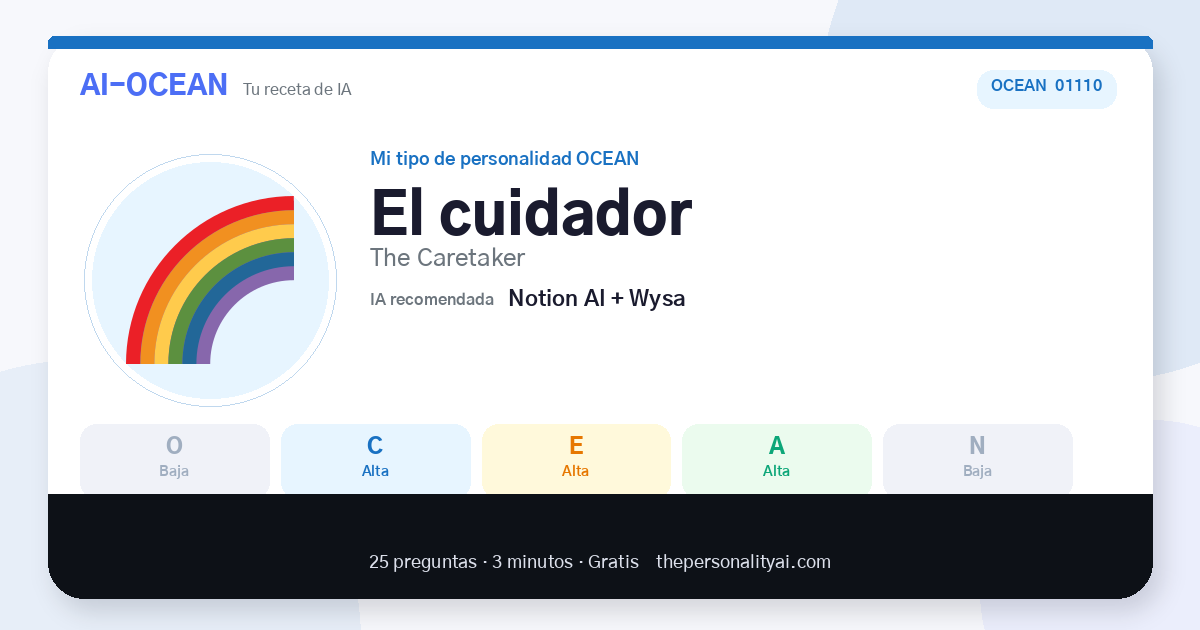 AI-OCEAN Tu receta de IA
OCEAN 01110
Mi tipo de personalidad OCEAN
El cuidador
The Caretaker
IA recomendada Notion AI + Wysa
O C E A N
Baja Alta Alta Alta Baja
25 preguntas · 3 minutos · Gratis thepersonalityai.com